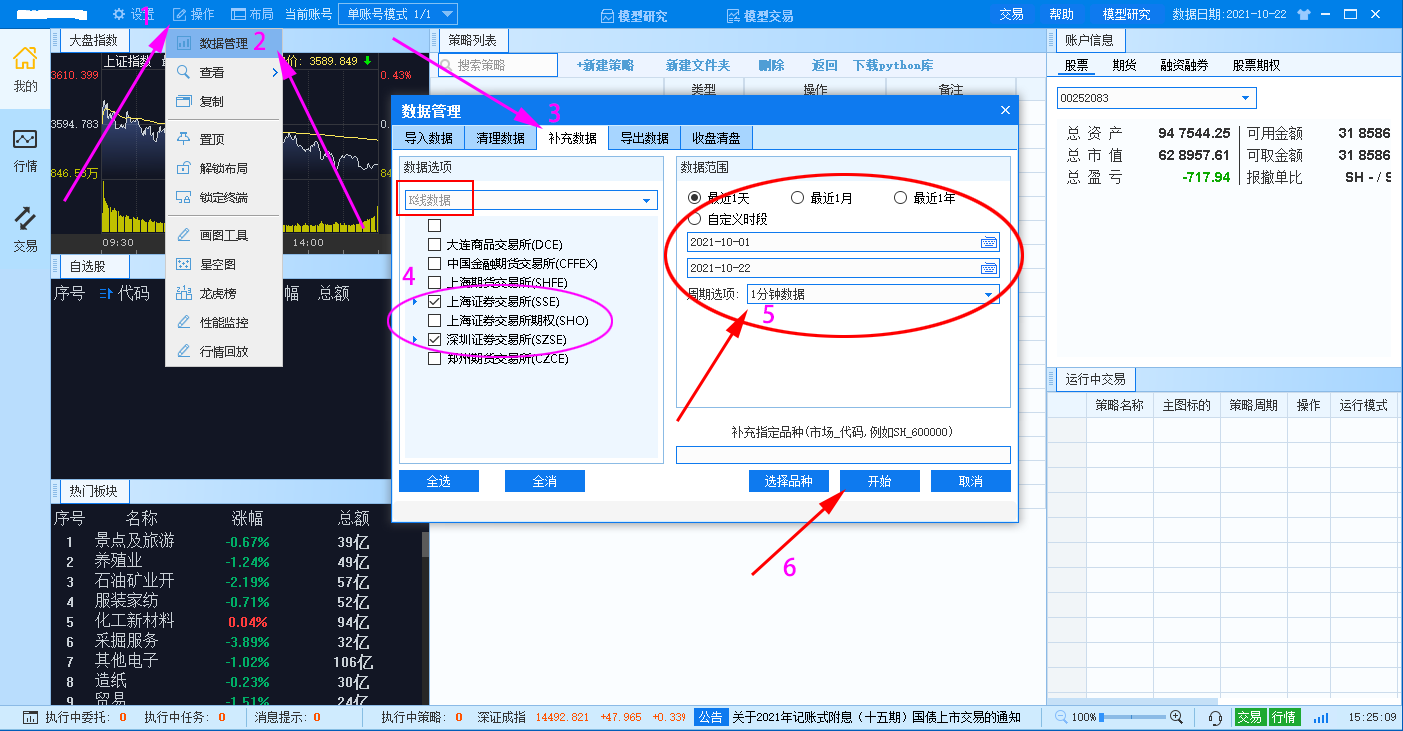 设置 操作 布局 当前账号 单账号模式 1/1 模型研究 模型交易 交易 帮助 模型研究 数据日期:2021-10-22
1
我的
行情
交易
大盘指数
3610.399 上证指数 价: 3589.849 0.43%
3594.783 0.
846.53万 84
09:30 14:00
数据管理 2
查看
复制
置顶
解锁布局
锁定终端
画图工具
星空图
龙虎榜
性能监控
行情回放
自选股
序号 代码 幅 总额
热门板块
序号 名称 涨幅 总额
1 景点及旅游 -0.67% 39亿
2 养殖业 -1.24% 49亿
3 石油矿业开 -2.19% 57亿
4 服装家纺 -0.71% 52亿
5 化工新材料 0.04% 94亿
6 采掘服务 -3.89% 32亿
7 其他电子 -1.02% 106亿
8 造纸 -0.23% 30亿
9 贸易 -1.51% 24亿
策略列表
搜索策略 +新建策略 新建文件夹 删除 返回 下载python库
类型 操作 备注
数据管理 3
导入数据 清理数据 补充数据 导出数据 收盘清盘
数据选项
K线数据
大连商品交易所(DCE)
中国金融期货交易所(CFFEX)
4 上海期货交易所(SHFE)
上海证券交易所(SSE)
上海证券交易所期权(SHO)
深圳证券交易所(SZSE)
郑州期货交易所(CZCE)
数据范围
最近1天 最近1月 最近1年
自定义时段
2021-10-01
2021-10-22
周期选项: 1分钟数据
5
补充指定品种(市场_代码,例如SH_600000)
全选 全消 选择品种 开始 取消
6
账户信息
股票 期货 融资融券 股票期权
00252083
总资产 94 7544.25 可用金额 31 8586
总市值 62 8957.61 可取金额 31 8586
总盈亏 -717.94 报撤单比 SH - / S
运行中交易
策略名称 主图标的 策略周期 操作 运行模式
执行中委托: 0 执行中任务: 0 消息提示: 0 执行中策略: 0 深证成指 14492.821 +47.965 +0.33% 公告 关于2021年记账式附息（十五期）国债上市交易的通知 100% 交易 行情 15:25:09